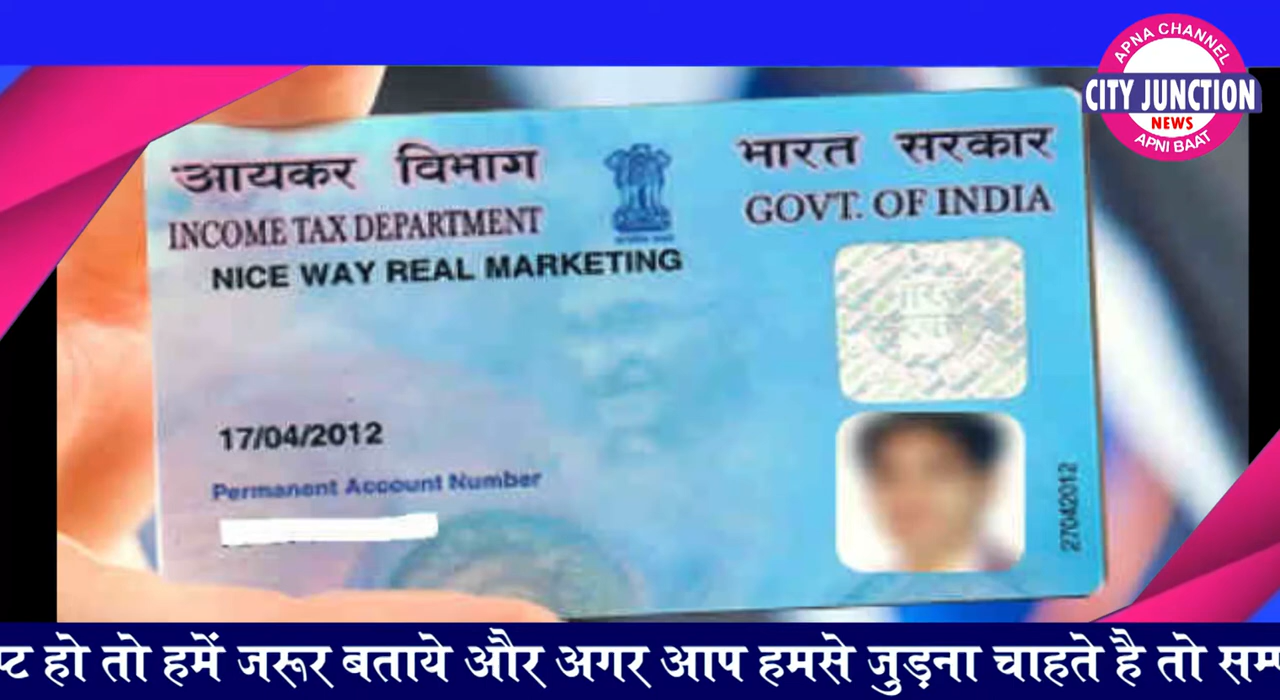 APNA CHANNEL
CITY JUNCTION
NEWS
APNI BAAT
आयकर विभाग
भारत सरकार
INCOME TAX DEPARTMENT
GOVT. OF INDIA
NICE WAY REAL MARKETING
17/04/2012
Permanent Account Number
27042012
हो तो हमें जरूर बताये और अगर आप हमसे जुड़ना चाहते है तो